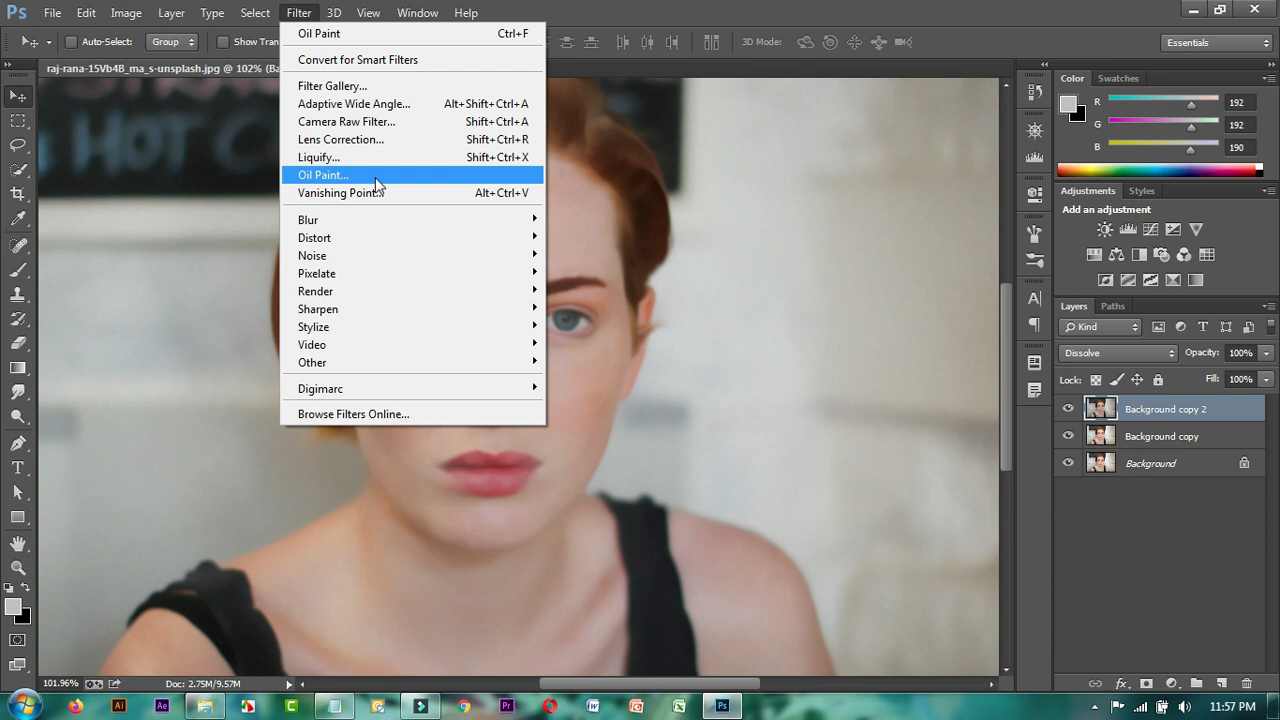 Ps File Edit Image Layer Type Select Filter 3D View Window Help
Auto-Select: Group Show Tran 3D Mode: Essentials
raj-rana-15Vb4B_ma_s-unsplash.jpg @ 102% (Ba
Oil Paint Ctrl+F
Convert for Smart Filters
Filter Gallery...
Adaptive Wide Angle... Alt+Shift+Ctrl+A
Camera Raw Filter... Shift+Ctrl+A
Lens Correction... Shift+Ctrl+R
Liquify... Shift+Ctrl+X
Oil Paint...
Vanishing Point... Alt+Ctrl+V
Blur
Distort
Noise
Pixelate
Render
Sharpen
Stylize
Video
Other
Digimarc
Browse Filters Online...
Color Swatches
R 192
G 192
B 190
Adjustments Styles
Add an adjustment
Layers Paths
Kind
Dissolve Opacity: 100%
Lock: Fill: 100%
Background copy 2
Background copy
Background
101.96% Doc: 2.75M/9.57M
Ai Ae Pr Ps
11:57 PM